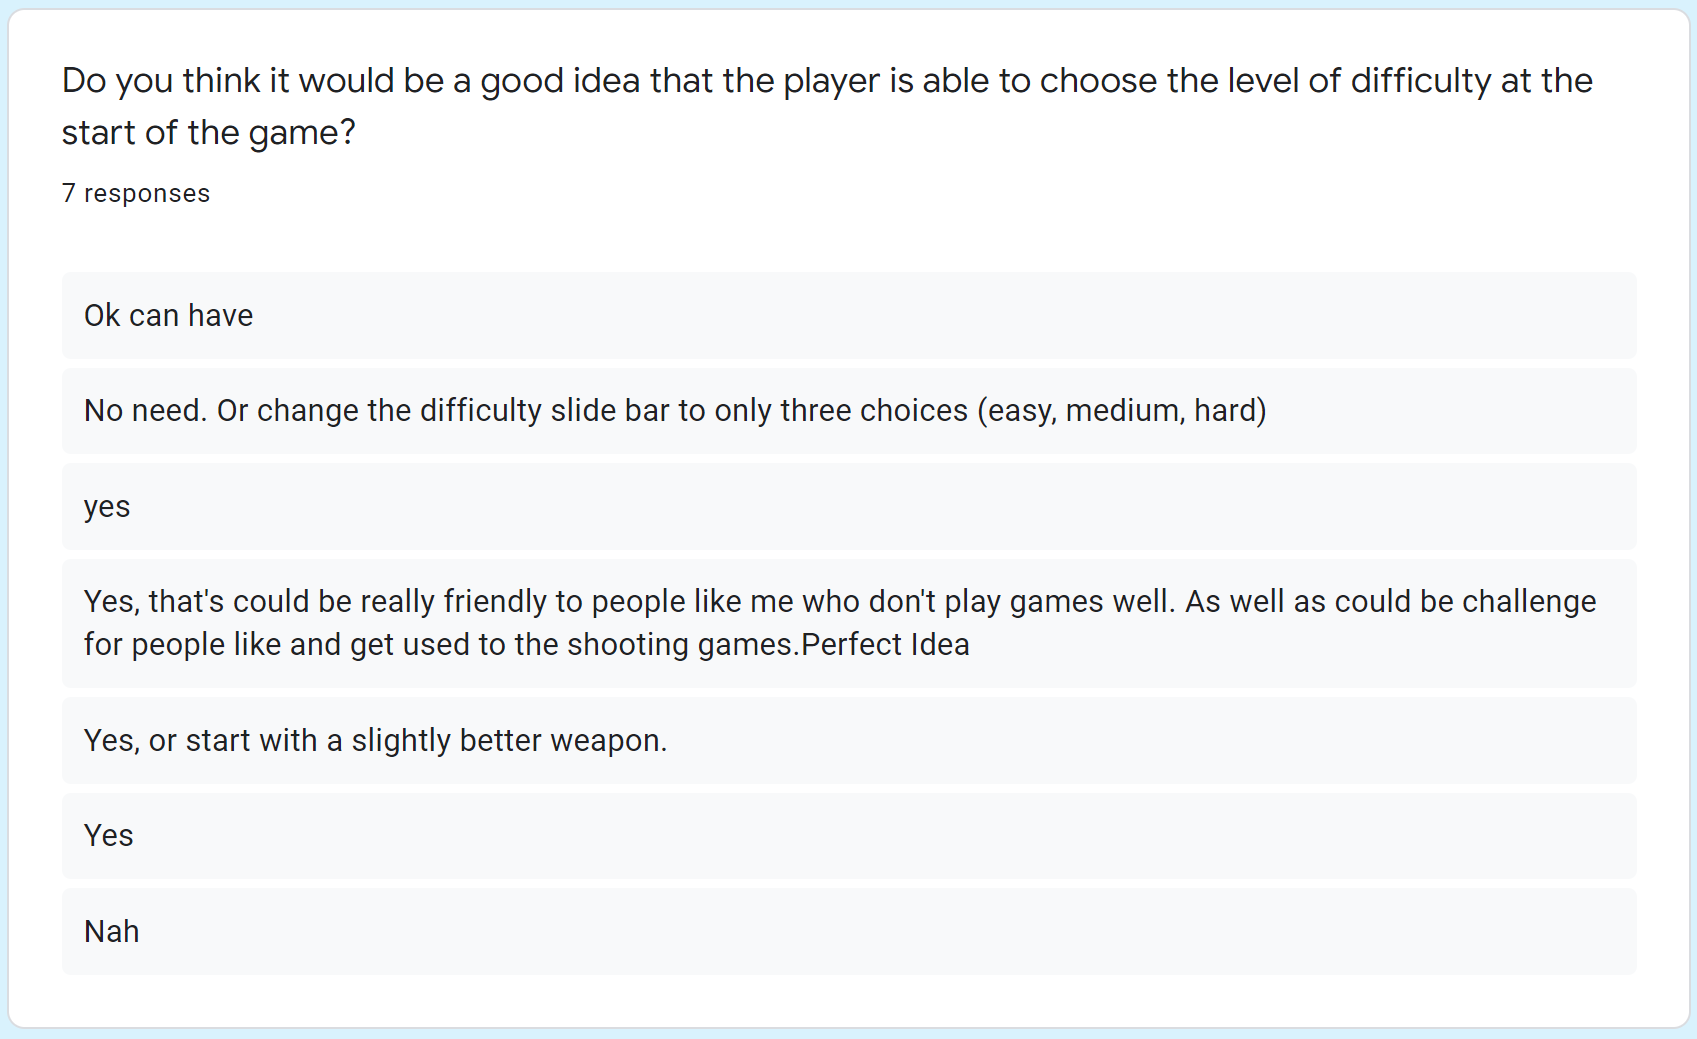 Do you think it would be a good idea that the player is able to choose the level of difficulty at the
start of the game?
7 responses
Ok can have
No need. Or change the difficulty slide bar to only three choices (easy, medium, hard)
yes
Yes, that's could be really friendly to people like me who don't play games well. As well as could be challenge
for people like and get used to the shooting games.Perfect Idea
Yes, or start with a slightly better weapon.
Yes
Nah